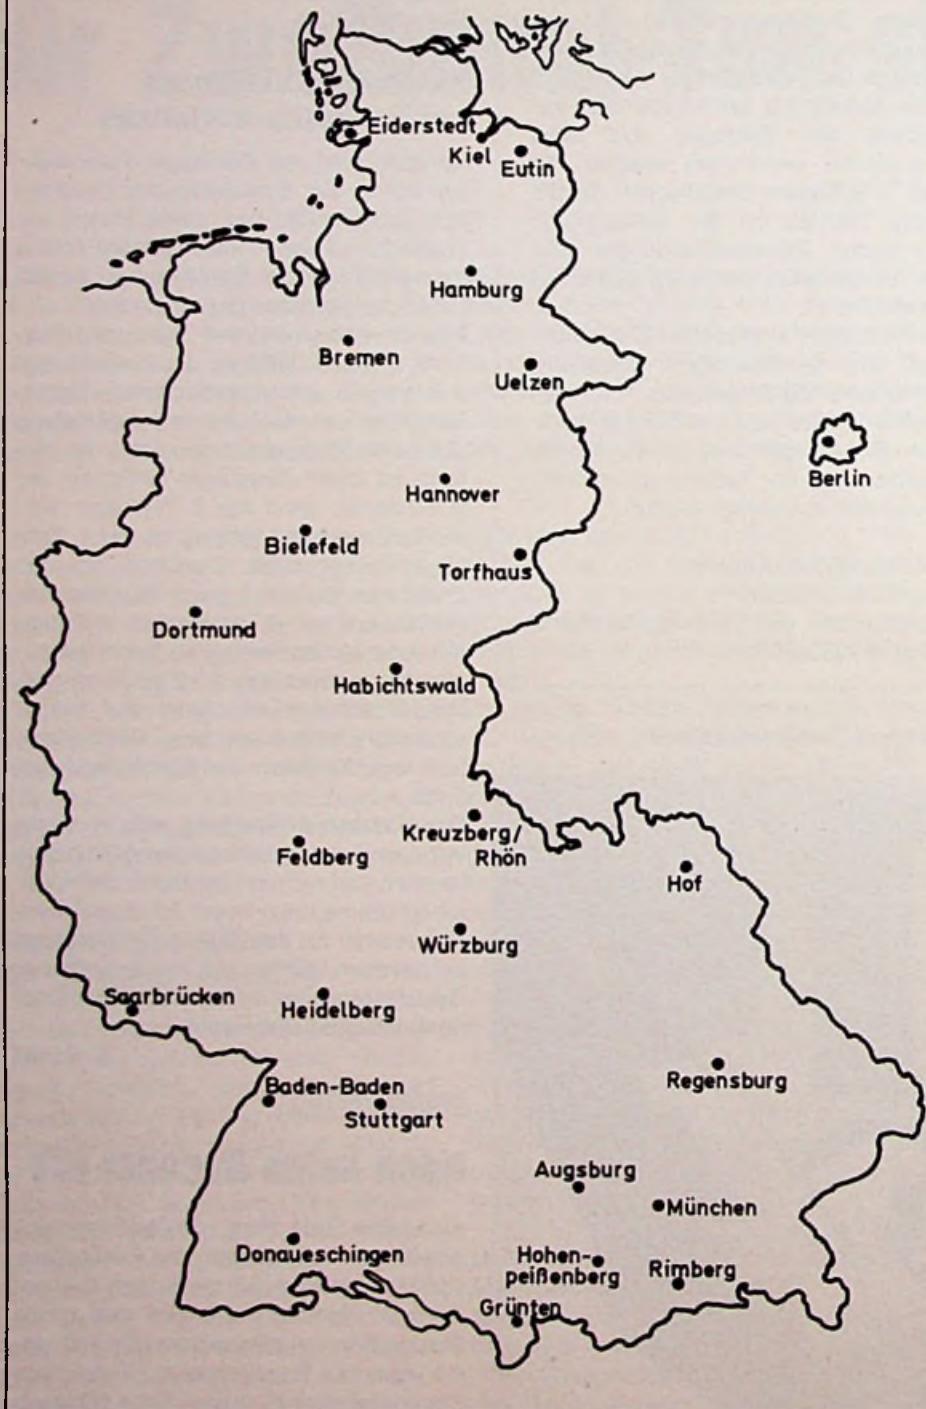 Eiderstedt
Kiel
Eutin
Hamburg
Bremen
Uelzen
Berlin
Hannover
Bielefeld
Torfhaus
Dortmund
Habichtswald
Kreuzberg/
Rhön
Feldberg
Hof
Würzburg
Saarbrücken
Heidelberg
Regensburg
Baden-Baden
Stuttgart
Augsburg
München
Donaueschingen
Hohen-
peißenberg
Rimberg
Grünten